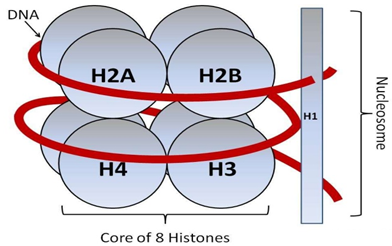 DNA
H2A
H2B
H1
H4
H3
Nucleosome
Core of 8 Histones